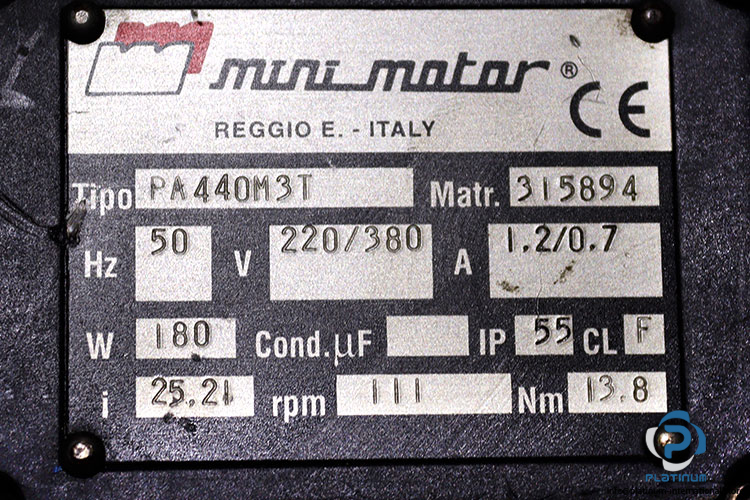 mini motor ®
CE
REGGIO E. - ITALY
Tipo PA440M3T Matr. 315894
Hz 50 V 220/380 A 1.2/0.7
W 180 Cond.µF IP 55 CL F
i 25,21 rpm 111 Nm 13.8
P
PLATINUM